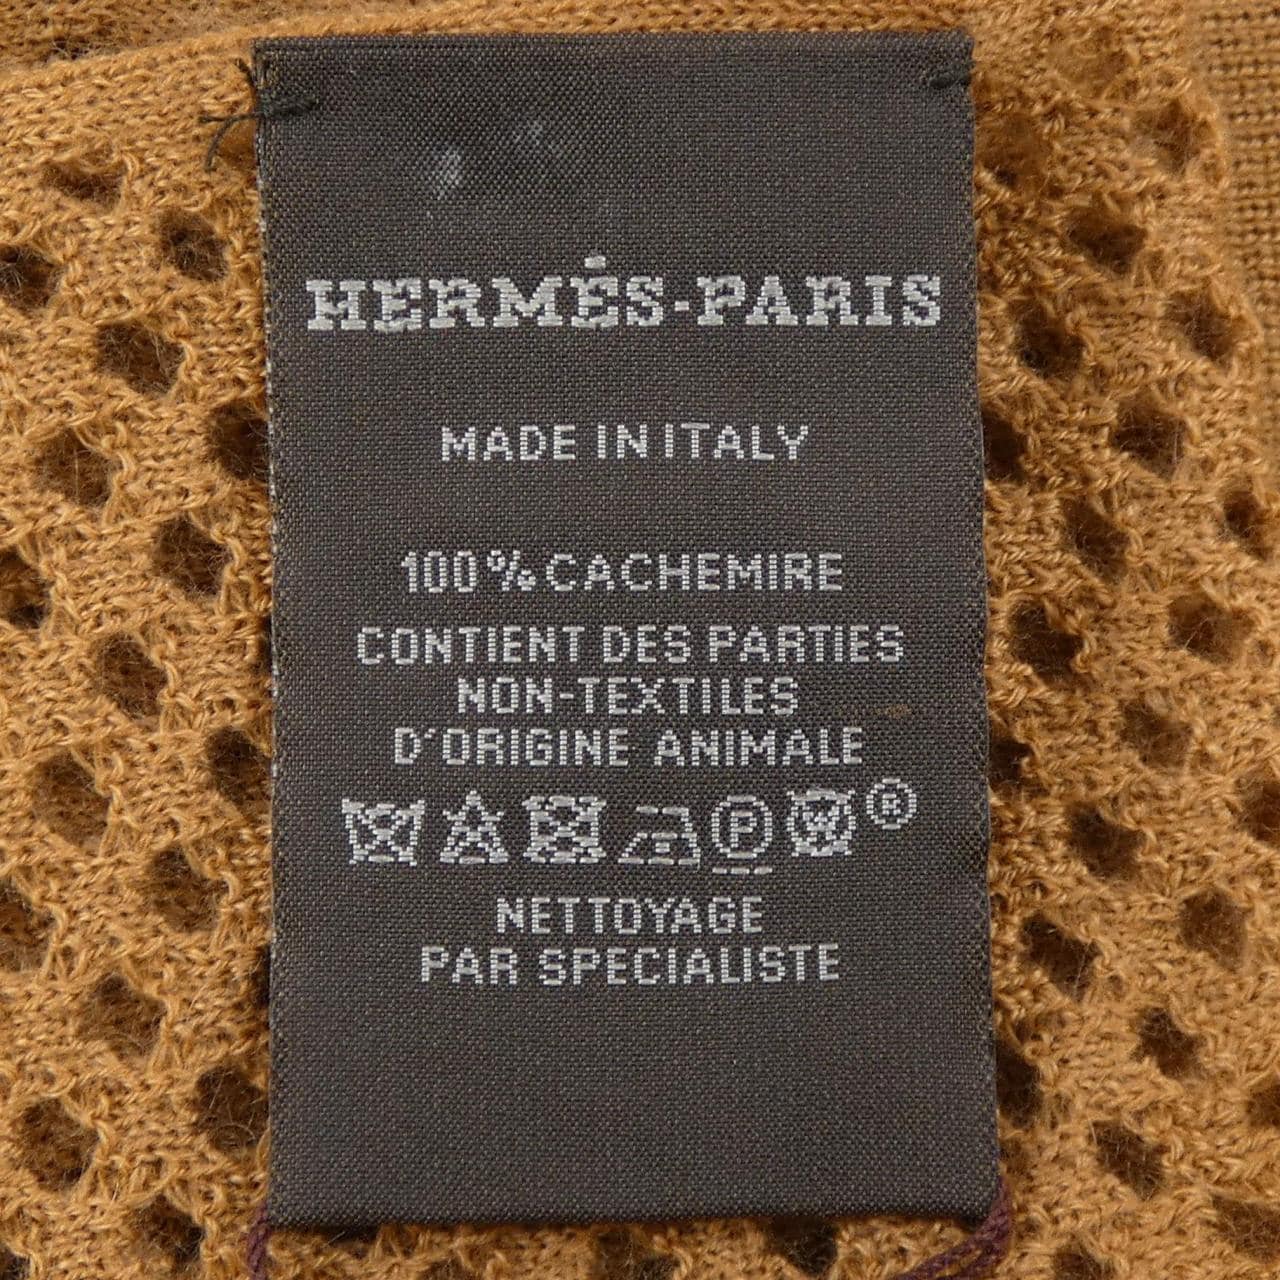 HERMÈS-PARIS
MADE IN ITALY
100% CACHEMIRE
CONTIENT DES PARTIES
NON-TEXTILES
D'ORIGINE ANIMALE
P W ®
NETTOYAGE
PAR SPECIALISTE